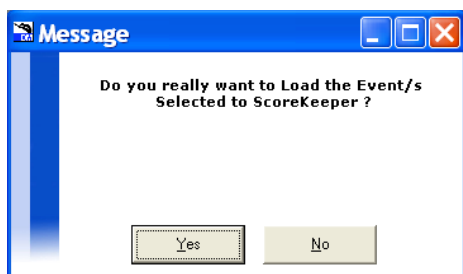 Message
Do you really want to Load the Event/s
Selected to ScoreKeeper ?
Yes
No